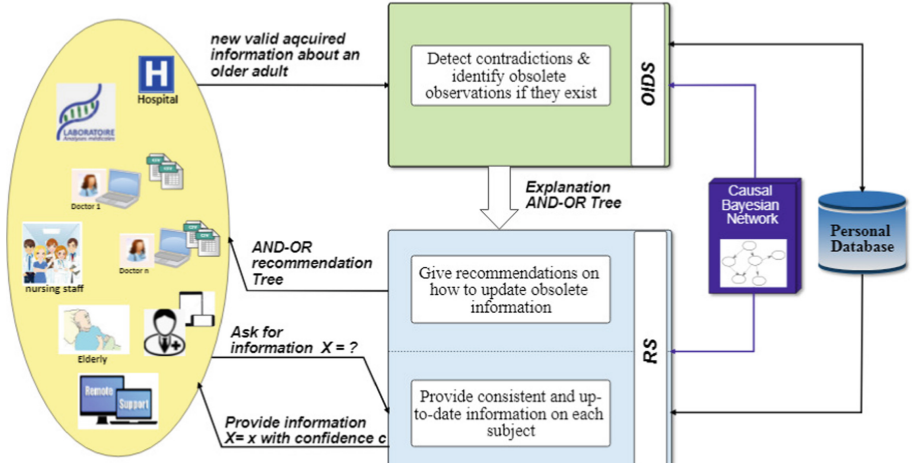 new valid aqcuired
information about an
older adult
H
Hospital
LABORATOIRE
Analyses médicales
Doctor 1
Doctor n
nursing staff
Elderly
Remote
Support
Detect contradictions &
identify obsolete
observations if they exist
OIDS
Explanation
AND-OR Tree
AND-OR
recommendation
Tree
Give recommendations on
how to update obsolete
information
Ask for
information X = ?
Provide consistent and up-
to-date information on each
subject
Provide information
X= x with confidence c
RS
Causal
Bayesian
Network
Personal
Database